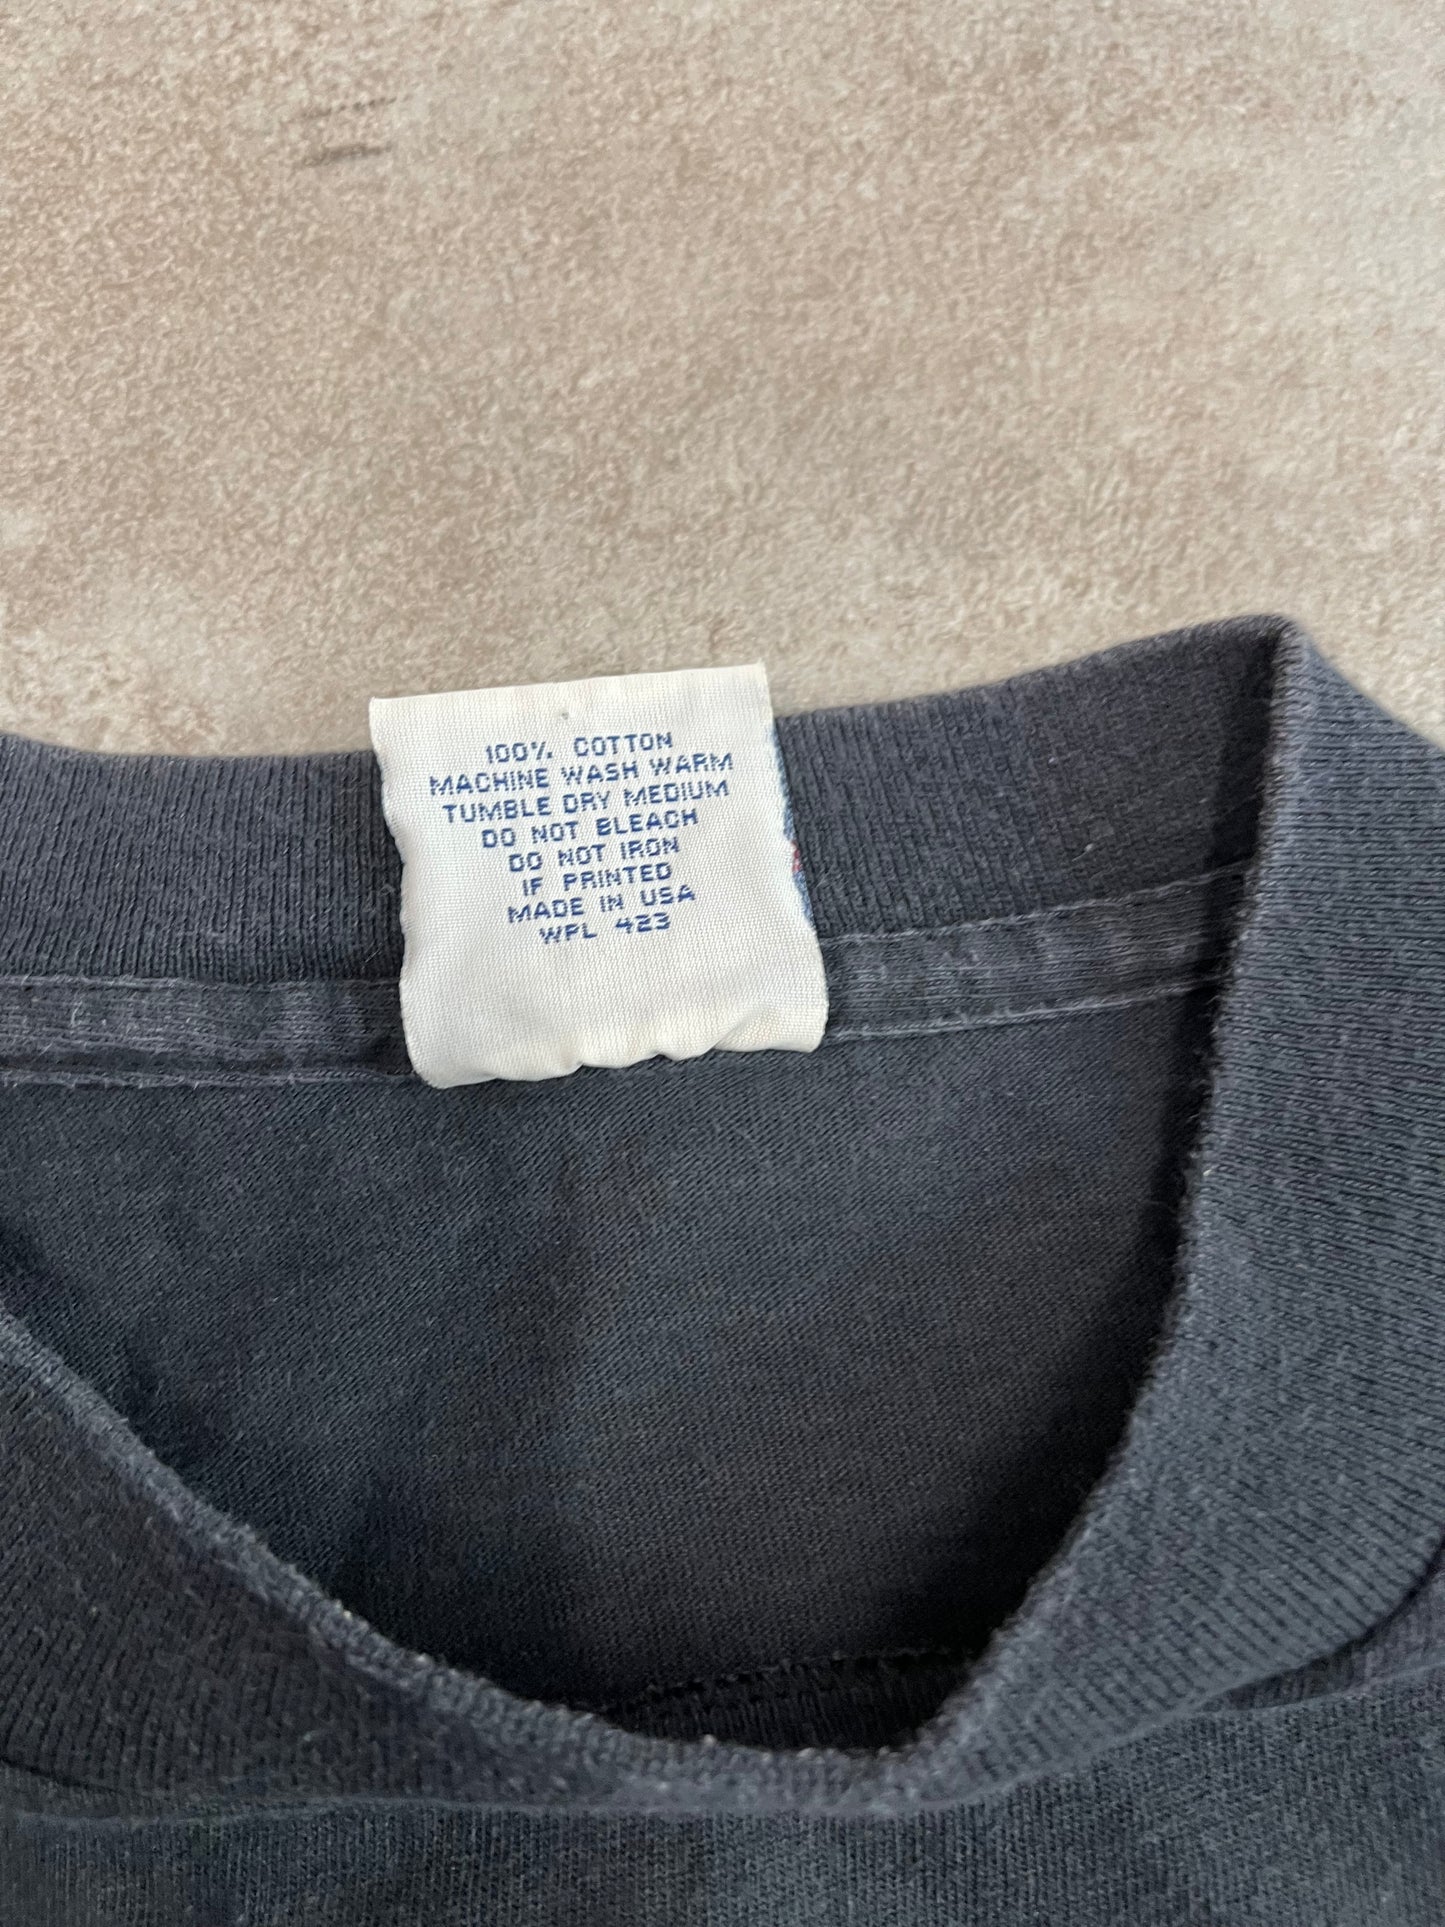 100% COTTON
MACHINE WASH WARM
TUMBLE DRY MEDIUM
DO NOT BLEACH
DO NOT IRON
IF PRINTED
MADE IN USA
WPL 423